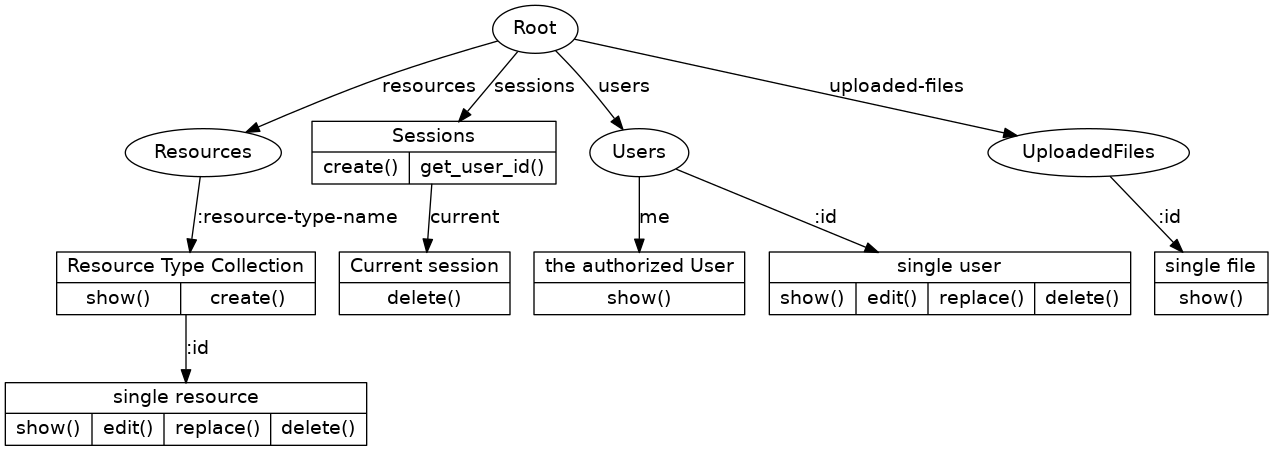 Root
resources sessions users uploaded-files
Resources
Sessions
create() get_user_id()
Users
UploadedFiles
:resource-type-name current me :id :id
Resource Type Collection
show() create()
Current session
delete()
the authorized User
show()
single user
show() edit() replace() delete()
single file
show()
:id
single resource
show() edit() replace() delete()